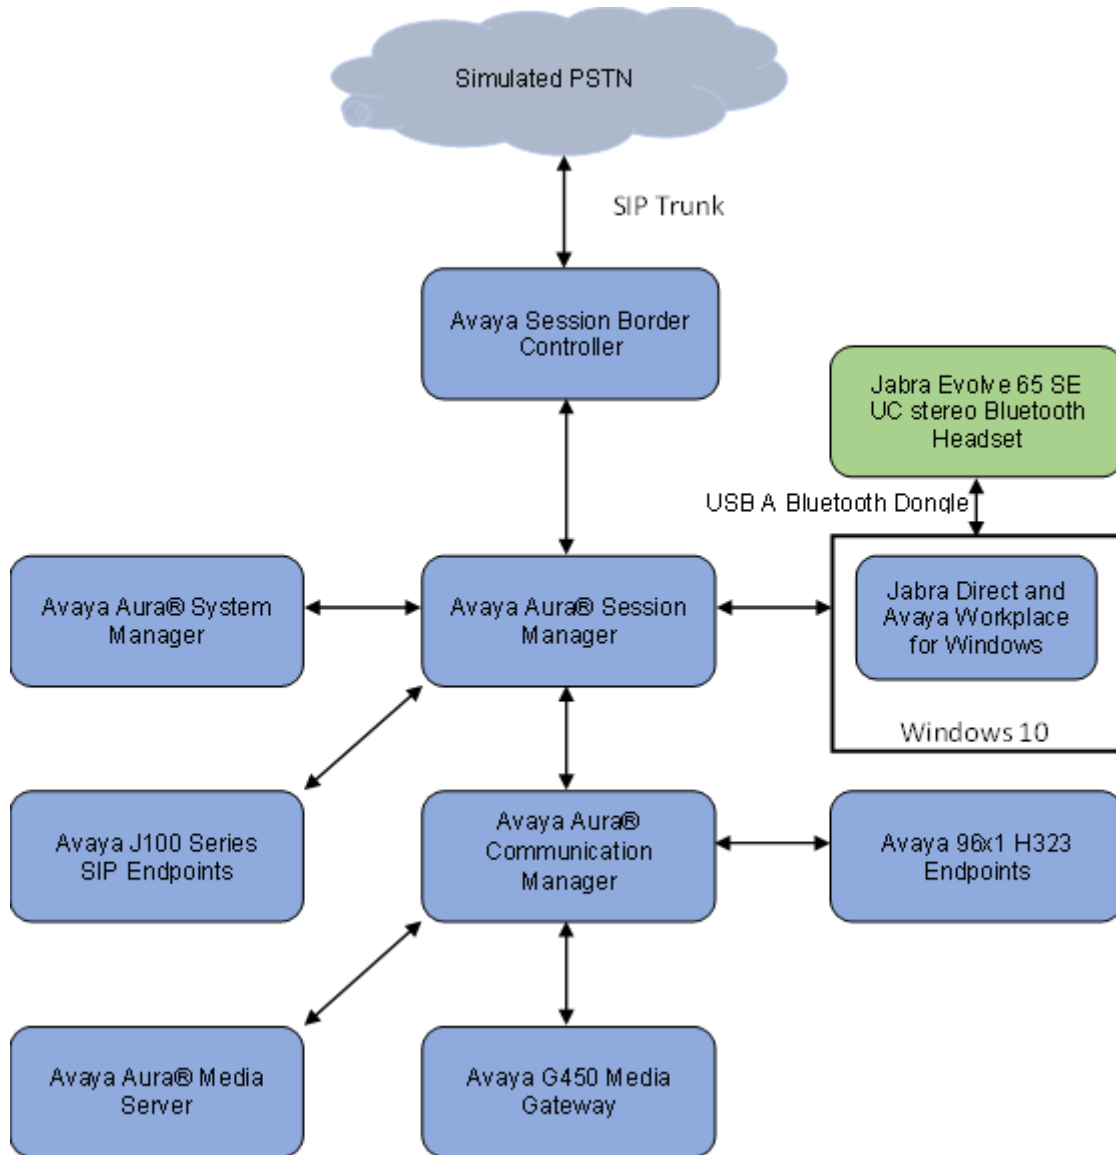 Simulated PSTN
SIP Trunk
Avaya Session Border
Controller
Jabra Evolve 65 SE
UC stereo Bluetooth
Headset
USB A Bluetooth Dongle
Avaya Aura® System
Manager
Avaya Aura® Session
Manager
Jabra Direct and
Avaya Workplace
for Windows
Windows 10
Avaya J100 Series
SIP Endpoints
Avaya Aura®
Communication
Manager
Avaya 96x1 H323
Endpoints
Avaya Aura® Media
Server
Avaya G450 Media
Gateway